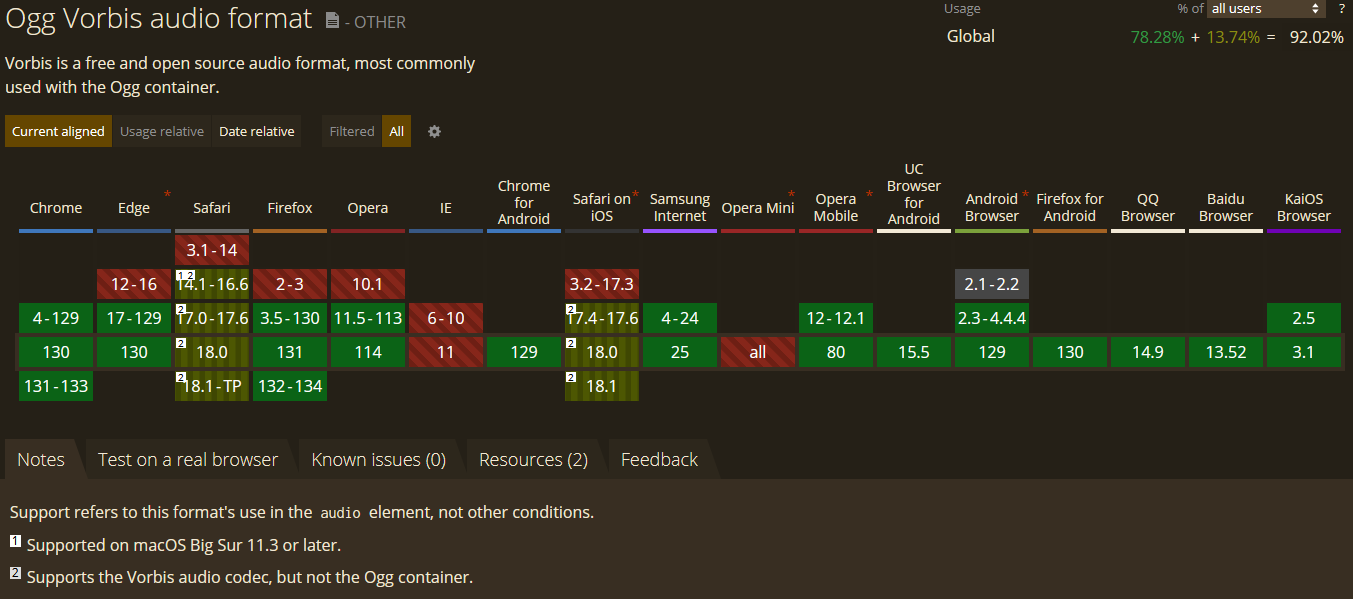 Ogg Vorbis audio format - OTHER
Usage % of all users ?
Global 78.28% + 13.74% = 92.02%
Vorbis is a free and open source audio format, most commonly
used with the Ogg container.
Current aligned Usage relative Date relative Filtered All
Chrome Edge * Safari Firefox Opera IE Chrome for Android Safari on iOS * Samsung Internet Opera Mini * Opera Mobile * UC Browser for Android Android Browser * Firefox for Android QQ Browser Baidu Browser KaiOS Browser
3.1-14
12-16 1 2 14.1-16.6 2-3 10.1 3.2-17.3 2.1-2.2
4-129 17-129 2 17.0-17.6 3.5-130 11.5-113 6-10 2 17.4-17.6 4-24 12-12.1 2.3-4.4.4 2.5
130 130 2 18.0 131 114 11 129 2 18.0 25 all 80 15.5 129 130 14.9 13.52 3.1
131-133 2 18.1-TP 132-134 2 18.1
Notes Test on a real browser Known issues (0) Resources (2) Feedback
Support refers to this format's use in the audio element, not other conditions.
1 Supported on macOS Big Sur 11.3 or later.
2 Supports the Vorbis audio codec, but not the Ogg container.